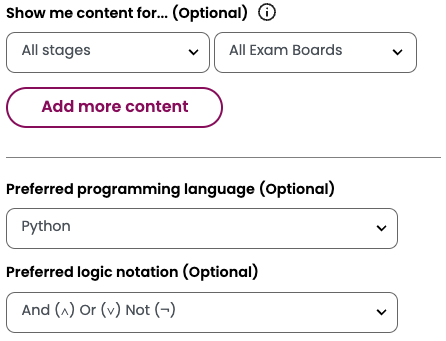 Show me content for... (Optional)
All stages All Exam Boards
Add more content
Preferred programming language (Optional)
Python
Preferred logic notation (Optional)
And (∧) Or (∨) Not (¬)